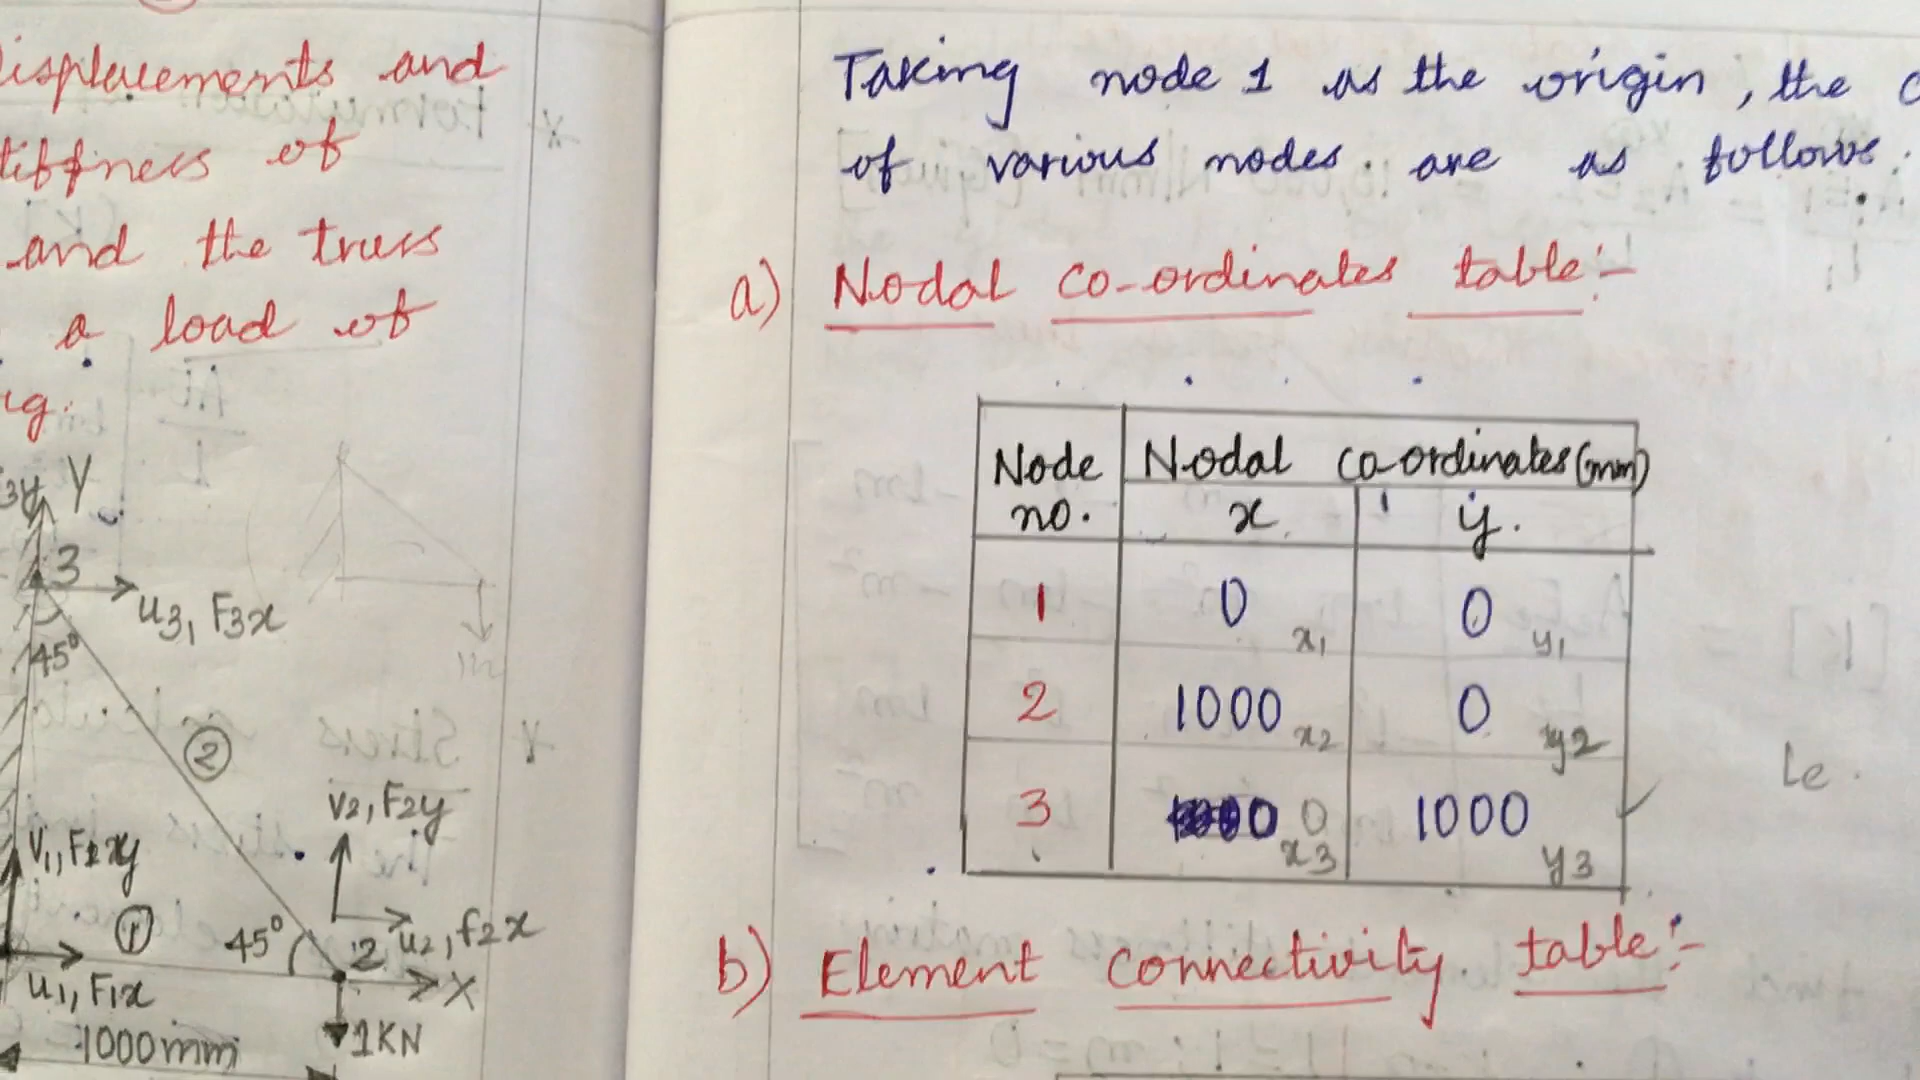 isplacements and
tiffness of
and the truss
a load of
ig.
Y
3
u3, F3x
45°
2
v2, F2y
1
45°
2
u2, f2x
X
u1, F1x
1KN
1000mm
Taking node 1 as the origin, the c
of various nodes are as follows.
a) Nodal co-ordinates table:-
Node no. Nodal co-ordinates (mm)
x y
1 0 x1 0 y1
2 1000 x2 0 y2
3 0 x3 1000 y3
le
b) Element connectivity table:-